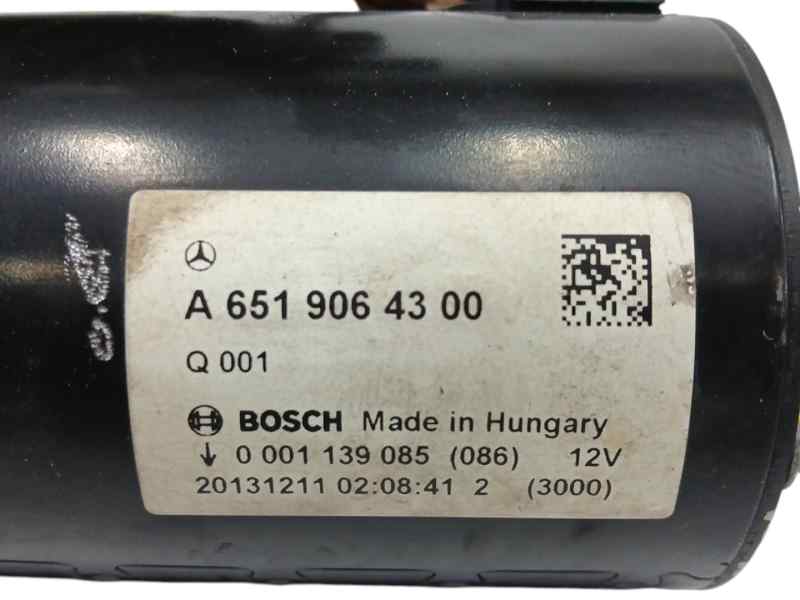 A 651 906 43 00
Q 001
BOSCH Made in Hungary
↓ 0 001 139 085 (086) 12V
20131211 02:08:41 2 (3000)